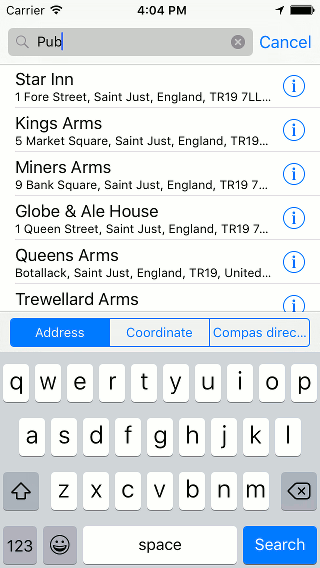 Carrier 4:04 PM
Pub Cancel
Star Inn
1 Fore Street, Saint Just, England, TR19 7LL...
Kings Arms
5 Market Square, Saint Just, England, TR19...
Miners Arms
9 Bank Square, Saint Just, England, TR19 7...
Globe & Ale House
1 Queen Street, Saint Just, England, TR19 7...
Queens Arms
Botallack, Saint Just, England, TR19, United...
Trewellard Arms
Address Coordinate Compas direc...
q w e r t y u i o p
a s d f g h j k l
z x c v b n m
123 space Search